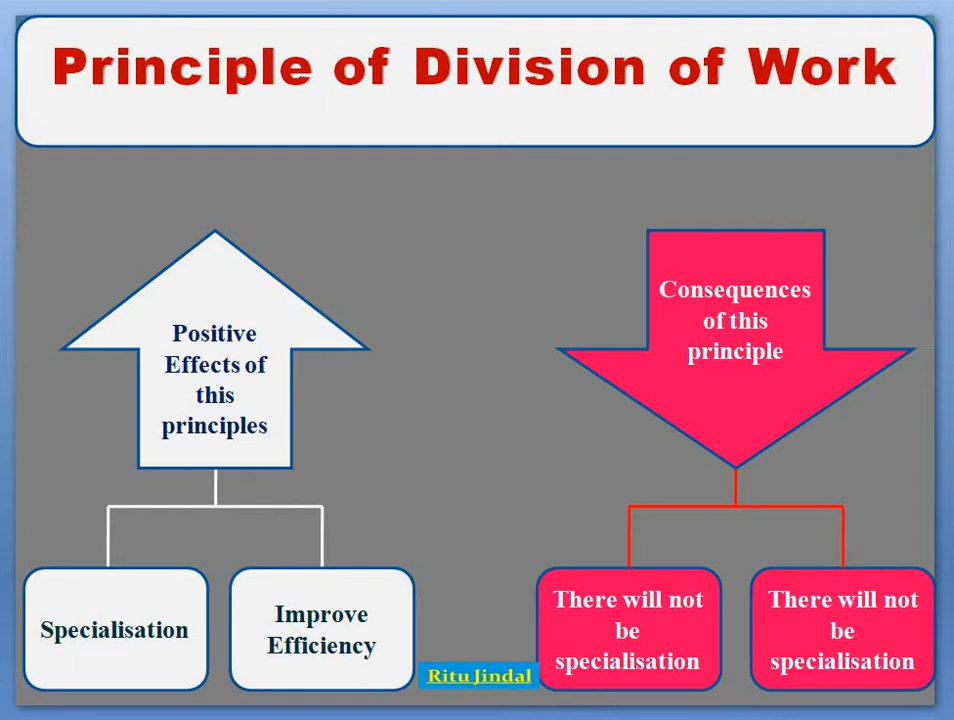 Principle of Division of Work
Positive
Effects of
this
principles
Consequences
of this
principle
Specialisation
Improve
Efficiency
There will not
be
specialisation
There will not
be
specialisation
Ritu Jindal